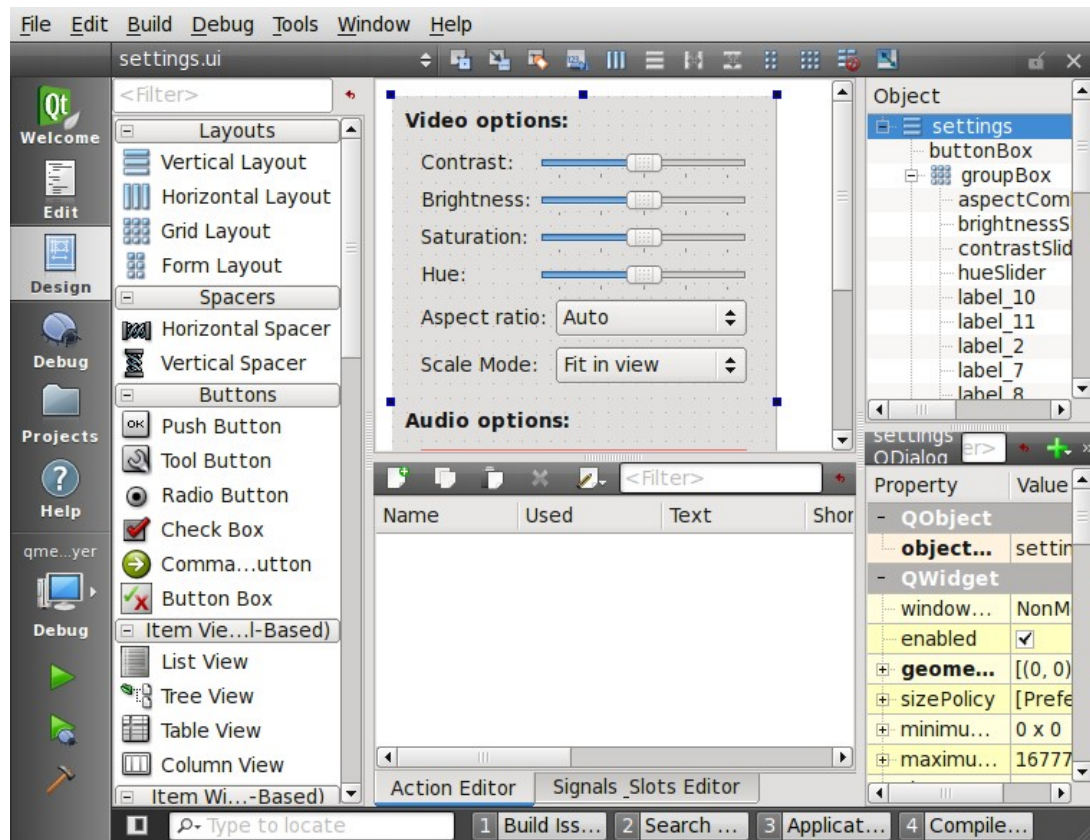 File Edit Build Debug Tools Window Help
settings.ui
Qt
Welcome
Edit
Design
Debug
Projects
Help
qme...yer
Debug
<Filter>
Layouts
Vertical Layout
Horizontal Layout
Grid Layout
Form Layout
Spacers
Horizontal Spacer
Vertical Spacer
Buttons
OK Push Button
Tool Button
Radio Button
Check Box
Comma...utton
Button Box
Item Vie...l-Based)
List View
Tree View
Table View
Column View
Item Wi...-Based)
Video options:
Contrast:
Brightness:
Saturation:
Hue:
Aspect ratio: Auto
Scale Mode: Fit in view
Audio options:
<Filter>
Name Used Text Shor
Action Editor Signals_Slots Editor
Object
settings
buttonBox
groupBox
aspectCom
brightnessS
contrastSlid
hueSlider
label_10
label_11
label_2
label_7
label_8
settings
QDialog er>
Property Value
QObject
object... settin
QWidget
window... NonM
enabled
geome... [(0, 0)
sizePolicy [Prefe
minimu... 0 x 0
maximu... 16777
Type to locate 1 Build Iss... 2 Search ... 3 Applicat... 4 Compile...